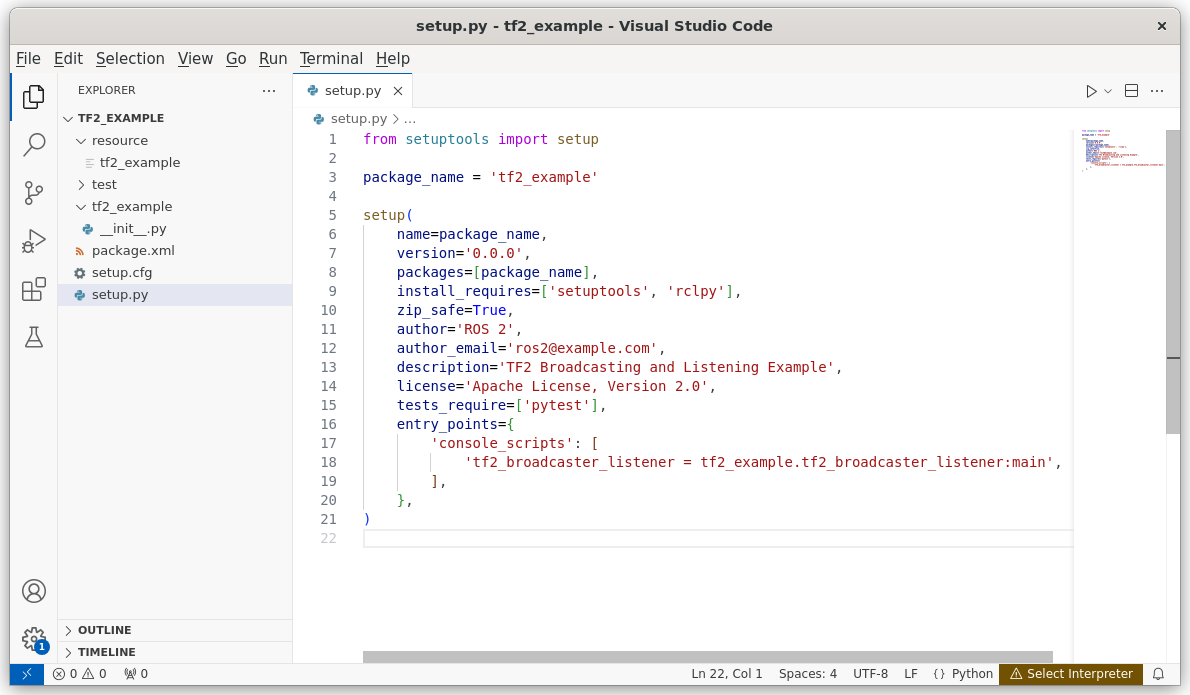 setup.py - tf2_example - Visual Studio Code
File Edit Selection View Go Run Terminal Help
EXPLORER
TF2_EXAMPLE
resource
tf2_example
test
tf2_example
__init__.py
package.xml
setup.cfg
setup.py
OUTLINE
TIMELINE
1
setup.py
setup.py > ...
1 from setuptools import setup
2
3 package_name = 'tf2_example'
4
5 setup(
6     name=package_name,
7     version='0.0.0',
8     packages=[package_name],
9     install_requires=['setuptools', 'rclpy'],
10     zip_safe=True,
11     author='ROS 2',
12     author_email='ros2@example.com',
13     description='TF2 Broadcasting and Listening Example',
14     license='Apache License, Version 2.0',
15     tests_require=['pytest'],
16     entry_points={
17         'console_scripts': [
18             'tf2_broadcaster_listener = tf2_example.tf2_broadcaster_listener:main',
19         ],
20     },
21 )
22
0 0 0 Ln 22, Col 1 Spaces: 4 UTF-8 LF {} Python Select Interpreter